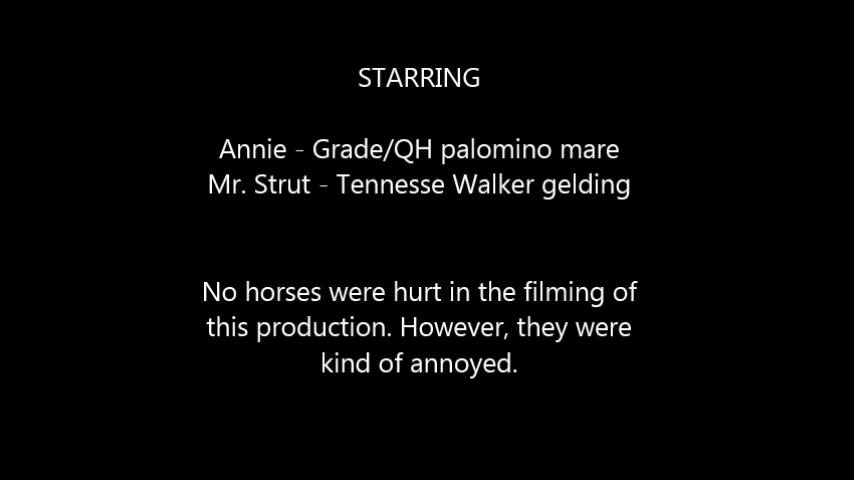 STARRING
Annie - Grade/QH palomino mare
Mr. Strut - Tennesse Walker gelding
No horses were hurt in the filming of
this production. However, they were
kind of annoyed.